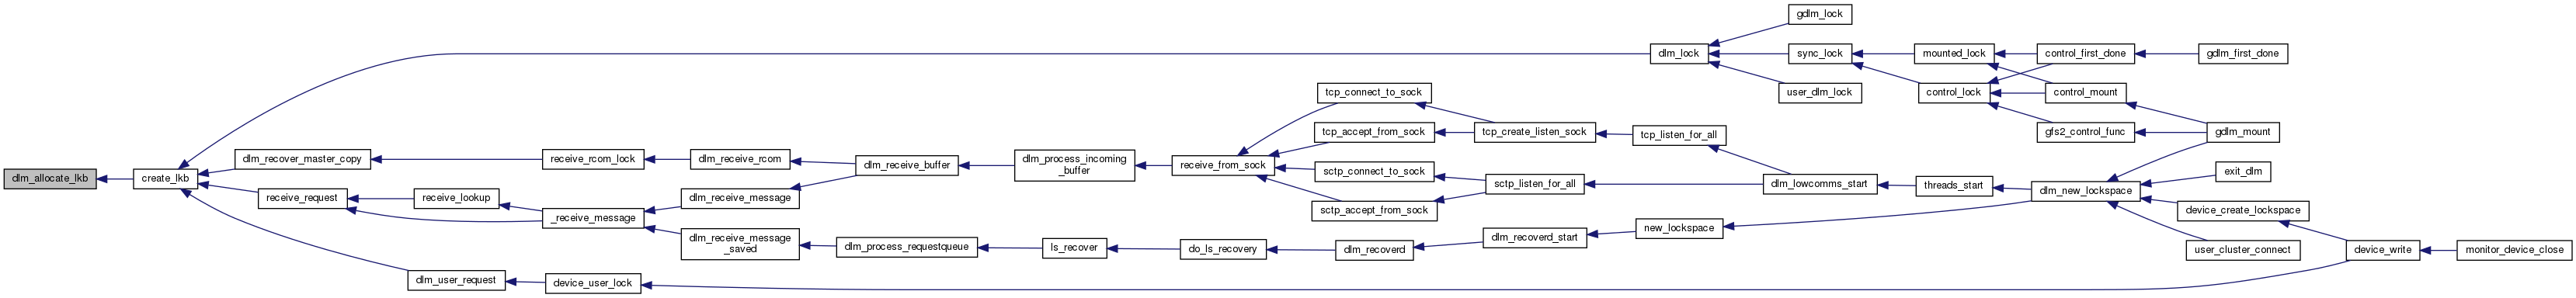 gdlm_lock
dlm_lock
sync_lock
mounted_lock
control_first_done
gdlm_first_done
user_dlm_lock
control_lock
control_mount
tcp_connect_to_sock
tcp_accept_from_sock
tcp_create_listen_sock
tcp_listen_for_all
gfs2_control_func
gdlm_mount
dlm_allocate_lkb
create_lkb
dlm_recover_master_copy
receive_rcom_lock
dlm_receive_rcom
dlm_receive_buffer
dlm_process_incoming
_buffer
receive_from_sock
sctp_connect_to_sock
sctp_listen_for_all
dlm_lowcomms_start
threads_start
dlm_new_lockspace
exit_dlm
receive_request
receive_lookup
_receive_message
dlm_receive_message
sctp_accept_from_sock
device_create_lockspace
dlm_receive_message
_saved
dlm_process_requestqueue
ls_recover
do_ls_recovery
dlm_recoverd
dlm_recoverd_start
new_lockspace
user_cluster_connect
device_write
monitor_device_close
dlm_user_request
device_user_lock